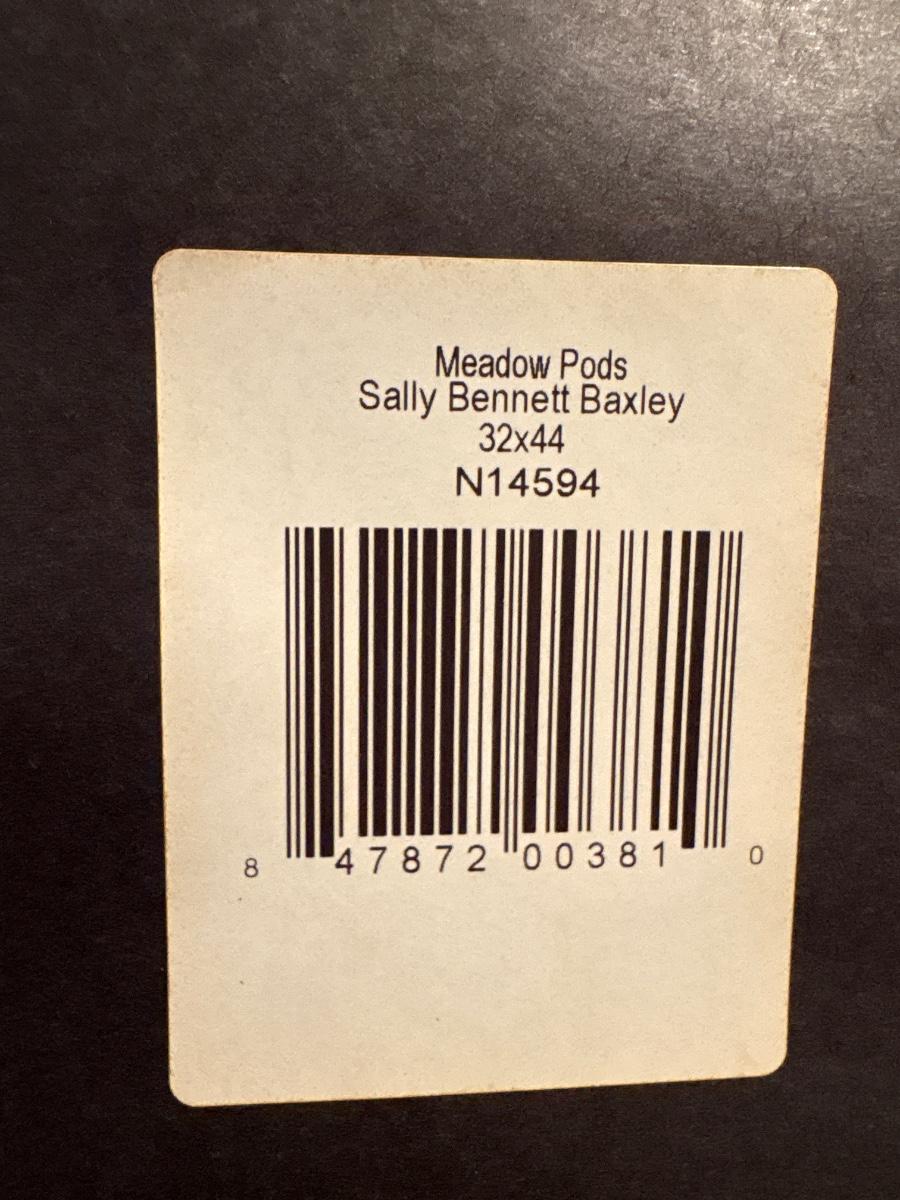 Meadow Pods
Sally Bennett Baxley
32x44
N14594
8 47872 00381 0